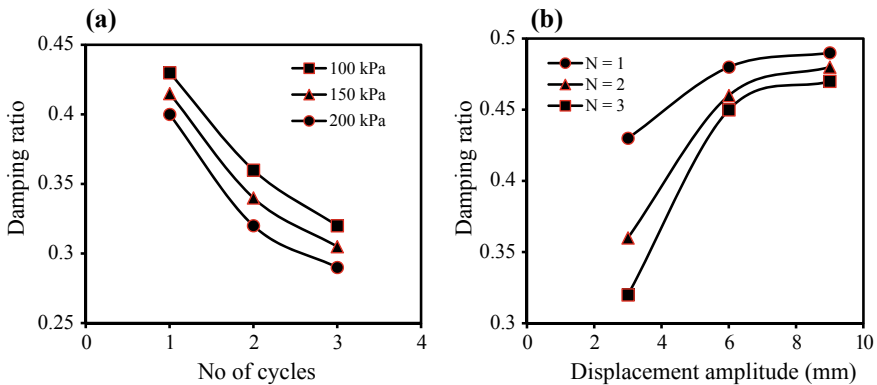 (a)
Damping ratio
0.45
0.4
0.35
0.3
0.25
0
1
2
3
4
No of cycles
100 kPa
150 kPa
200 kPa
(b)
Damping ratio
0.5
0.45
0.4
0.35
0.3
0
2
4
6
8
10
Displacement amplitude (mm)
N = 1
N = 2
N = 3